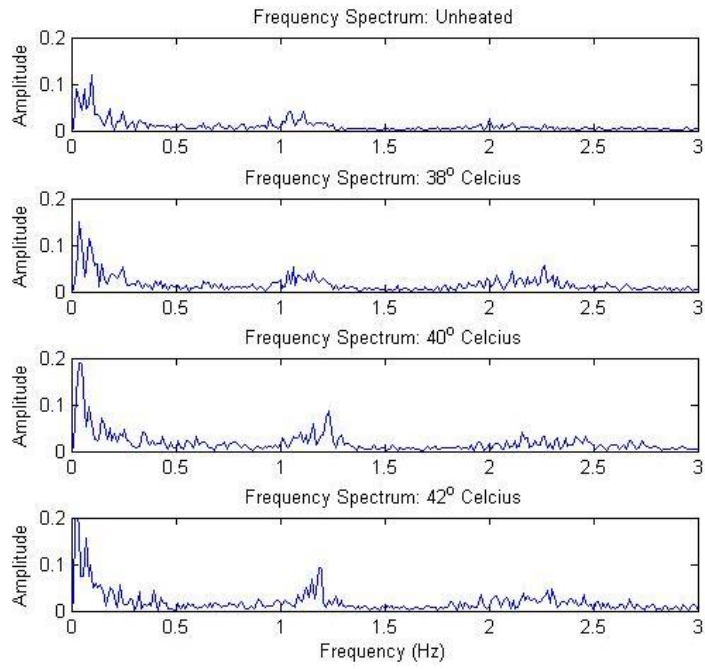 Frequency Spectrum: Unheated
0.2
0.1
0
Amplitude
0 0.5 1 1.5 2 2.5 3
Frequency Spectrum: 38° Celcius
0.2
0.1
0
Amplitude
0 0.5 1 1.5 2 2.5 3
Frequency Spectrum: 40° Celcius
0.2
0.1
0
Amplitude
0 0.5 1 1.5 2 2.5 3
Frequency Spectrum: 42° Celcius
0.2
0.1
0
Amplitude
0 0.5 1 1.5 2 2.5 3
Frequency (Hz)